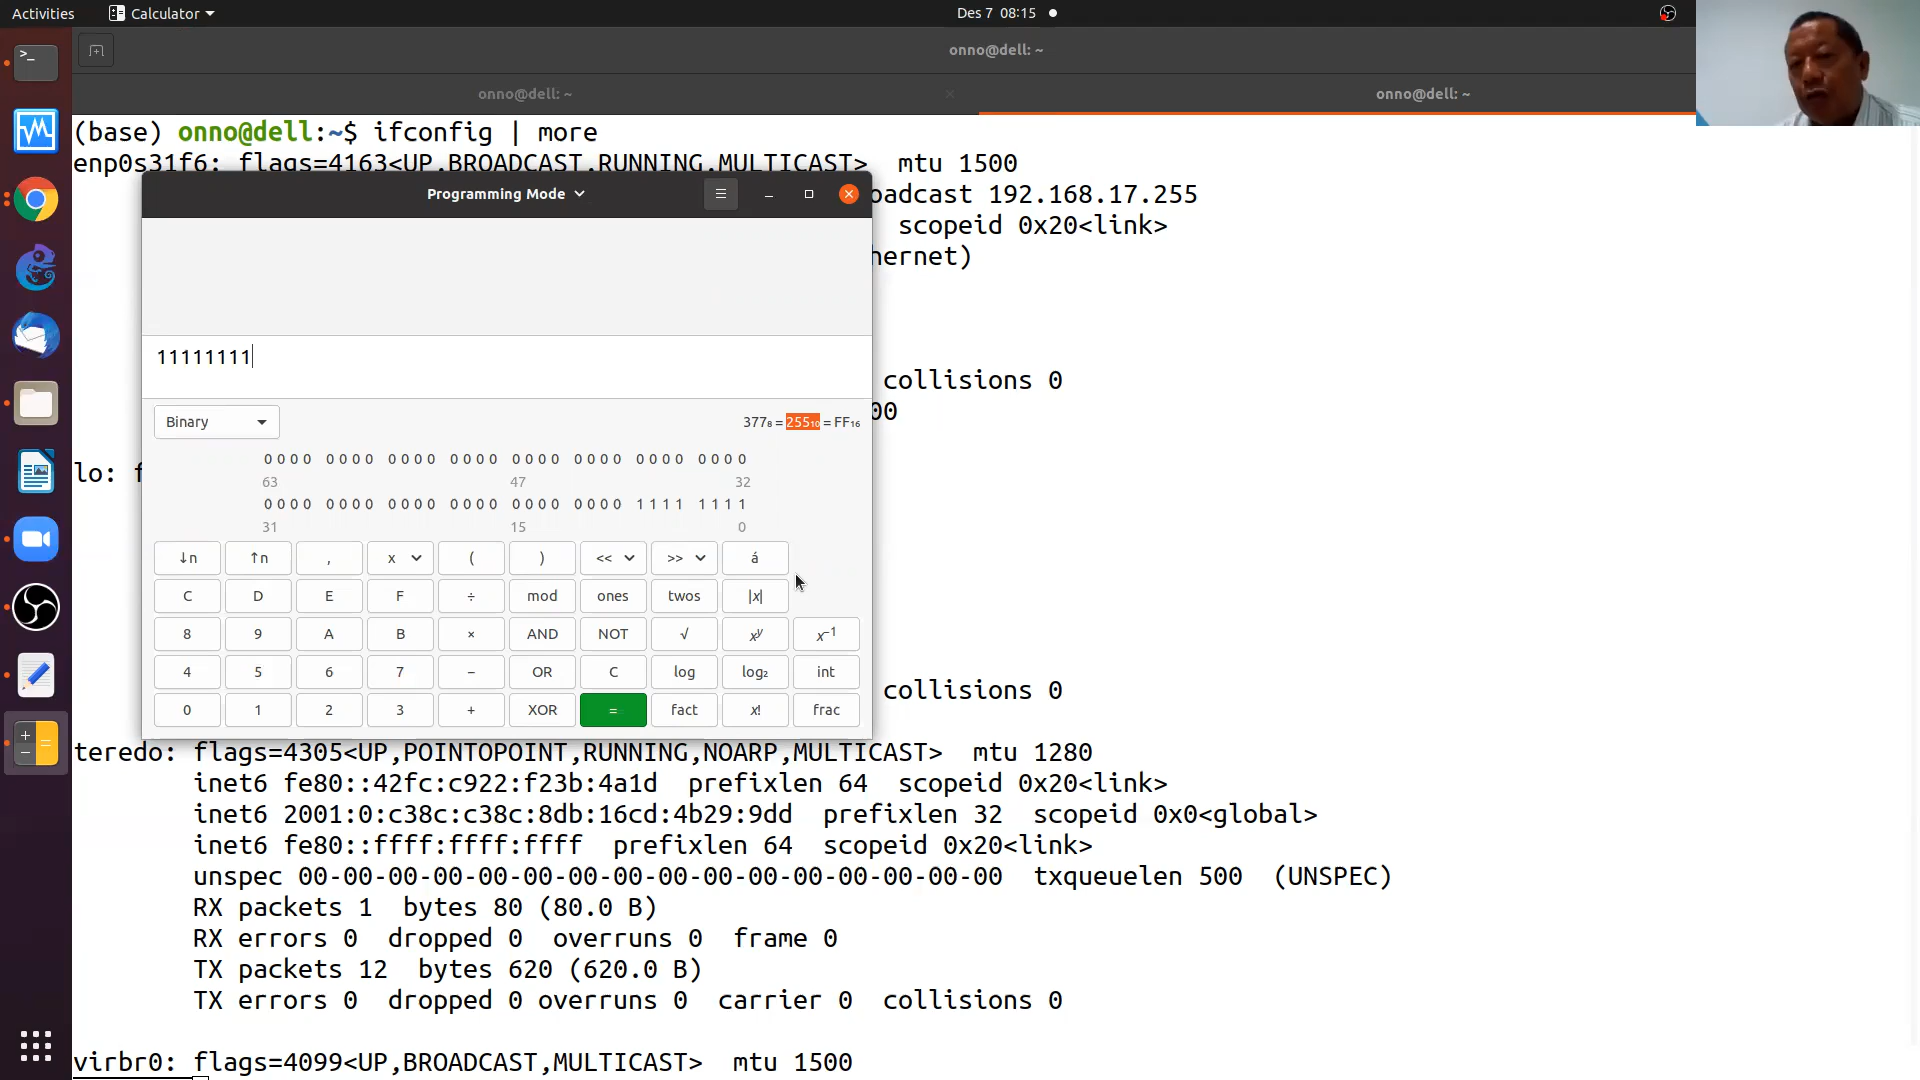 Activities
Calculator
Des 7 08:15
onno@dell: ~
onno@dell: ~
onno@dell: ~
(base) onno@dell:~$ ifconfig | more
enp0s31f6: flags=4163<UP,BROADCAST,RUNNING,MULTICAST> mtu 1500
oadcast 192.168.17.255
scopeid 0x20<link>
hernet)
collisions 0
00
lo: f
collisions 0
Programming Mode
11111111
Binary
377₈ = 255₁₀ = FF₁₆
0000 0000 0000 0000 0000 0000 0000 0000
63 47 32
0000 0000 0000 0000 0000 0000 1111 1111
31 15 0
↓n ↑n , x ( ) << >> á
C D E F ÷ mod ones twos |x|
8 9 A B × AND NOT √ xʸ x⁻¹
4 5 6 7 − OR C log log₂ int
0 1 2 3 + XOR = fact x! frac
teredo: flags=4305<UP,POINTOPOINT,RUNNING,NOARP,MULTICAST> mtu 1280
inet6 fe80::42fc:c922:f23b:4a1d prefixlen 64 scopeid 0x20<link>
inet6 2001:0:c38c:c38c:8db:16cd:4b29:9dd prefixlen 32 scopeid 0x0<global>
inet6 fe80::ffff:ffff:ffff prefixlen 64 scopeid 0x20<link>
unspec 00-00-00-00-00-00-00-00-00-00-00-00-00-00-00-00 txqueuelen 500 (UNSPEC)
RX packets 1 bytes 80 (80.0 B)
RX errors 0 dropped 0 overruns 0 frame 0
TX packets 12 bytes 620 (620.0 B)
TX errors 0 dropped 0 overruns 0 carrier 0 collisions 0
virbr0: flags=4099<UP,BROADCAST,MULTICAST> mtu 1500